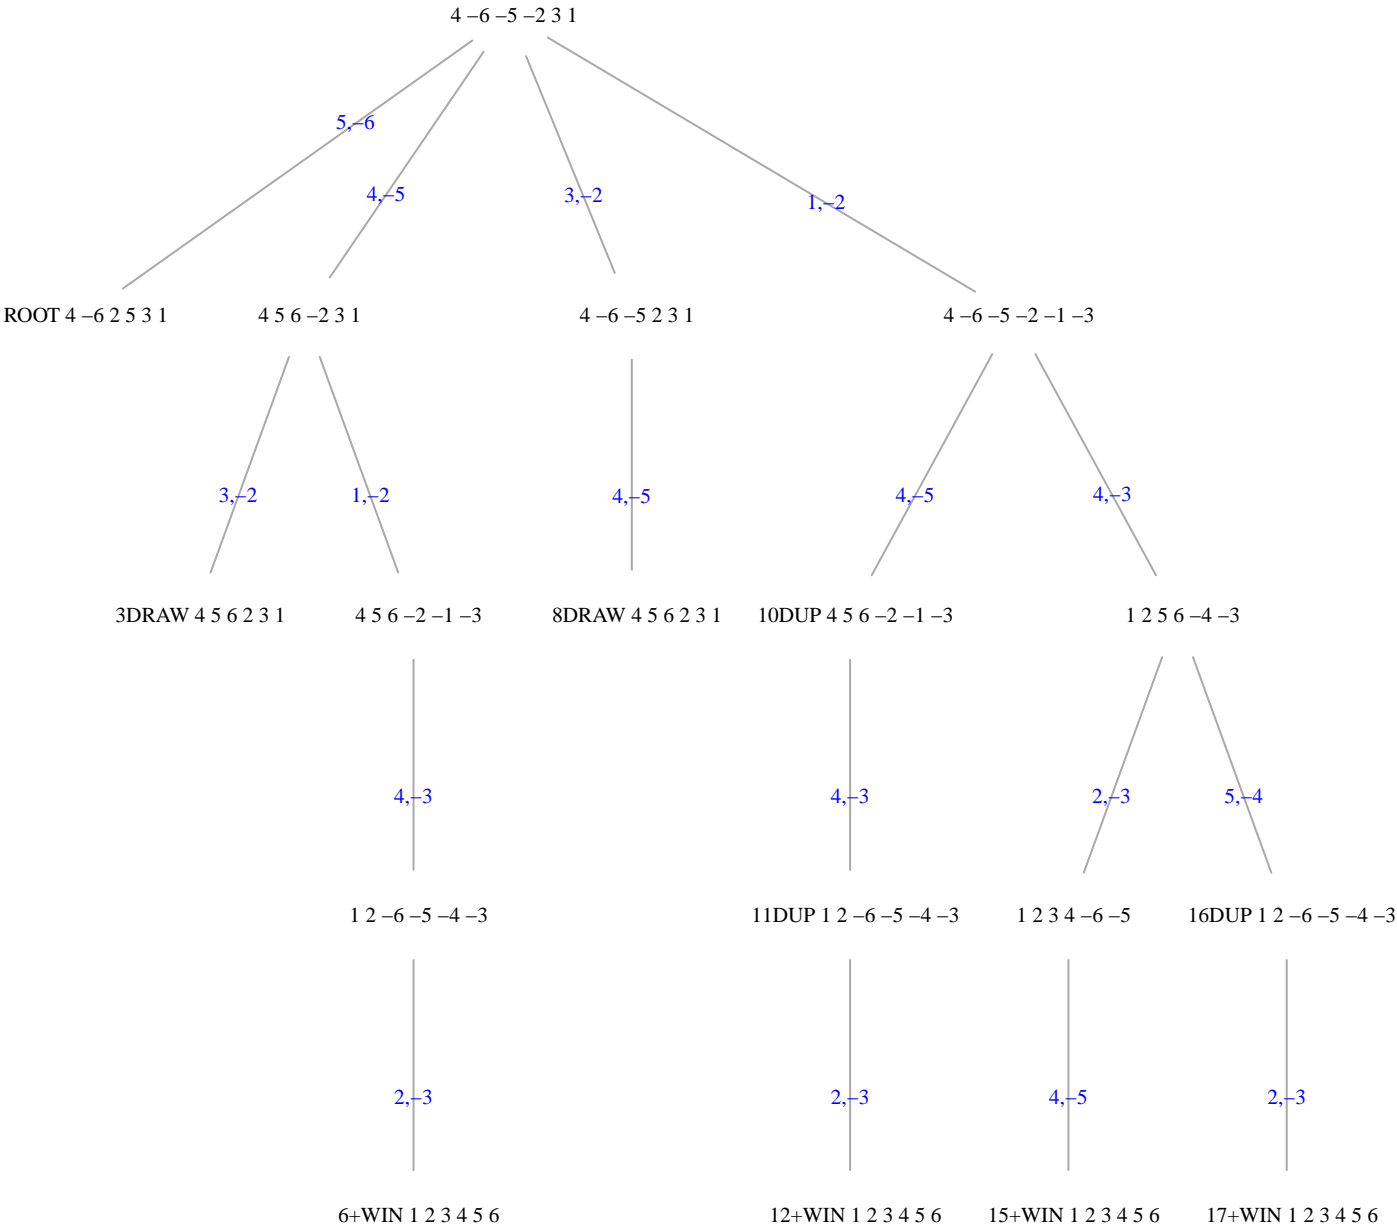 4 –6 –5 –2 3 1
5,–6
4,–5
3,–2
1,–2
ROOT 4 –6 2 5 3 1
4 5 6 –2 3 1
4 –6 –5 2 3 1
4 –6 –5 –2 –1 –3
3,–2
1,–2
4,–5
4,–5
4,–3
3DRAW 4 5 6 2 3 1
4 5 6 –2 –1 –3
8DRAW 4 5 6 2 3 1
10DUP 4 5 6 –2 –1 –3
1 2 5 6 –4 –3
4,–3
4,–3
2,–3
5,–4
1 2 –6 –5 –4 –3
11DUP 1 2 –6 –5 –4 –3
1 2 3 4 –6 –5
16DUP 1 2 –6 –5 –4 –3
2,–3
2,–3
4,–5
2,–3
6+WIN 1 2 3 4 5 6
12+WIN 1 2 3 4 5 6
15+WIN 1 2 3 4 5 6
17+WIN 1 2 3 4 5 6